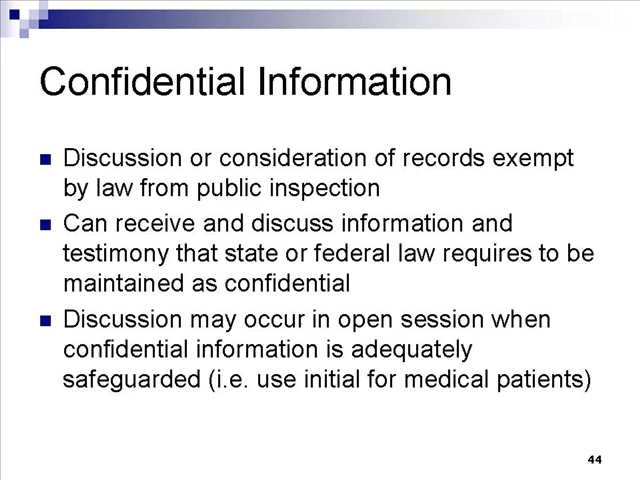 Confidential Information
Discussion or consideration of records exempt
by law from public inspection
Can receive and discuss information and
testimony that state or federal law requires to be
maintained as confidential
Discussion may occur in open session when
confidential information is adequately
safeguarded (i.e. use initial for medical patients)
44